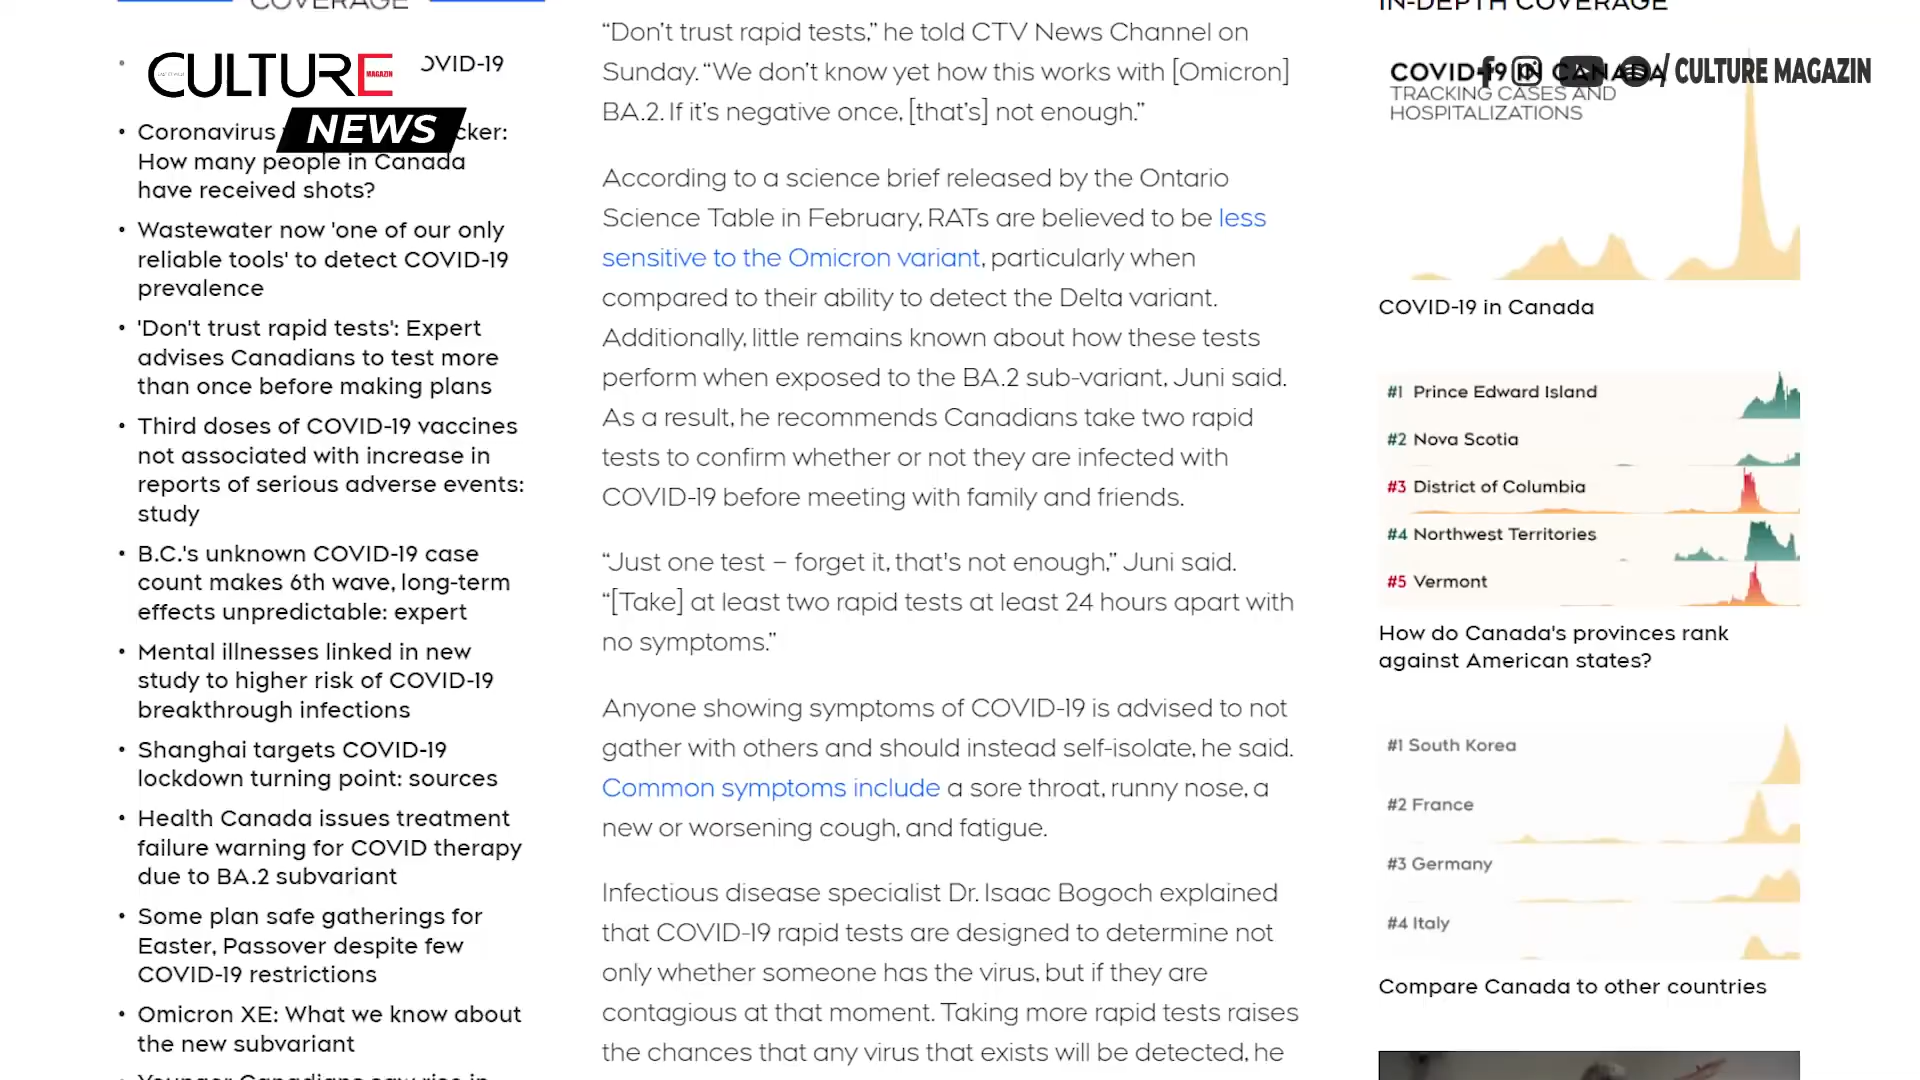 COVERAGE
CULTURE
MAGAZIN
NEWS
COVID-19
Coronavirus
cker:
How many people in Canada
have received shots?
Wastewater now 'one of our only
reliable tools' to detect COVID-19
prevalence
'Don't trust rapid tests': Expert
advises Canadians to test more
than once before making plans
Third doses of COVID-19 vaccines
not associated with increase in
reports of serious adverse events:
study
B.C.'s unknown COVID-19 case
count makes 6th wave, long-term
effects unpredictable: expert
Mental illnesses linked in new
study to higher risk of COVID-19
breakthrough infections
Shanghai targets COVID-19
lockdown turning point: sources
Health Canada issues treatment
failure warning for COVID therapy
due to BA.2 subvariant
Some plan safe gatherings for
Easter, Passover despite few
COVID-19 restrictions
Omicron XE: What we know about
the new subvariant
Younger Canadians saw rise in
“Don’t trust rapid tests,” he told CTV News Channel on
Sunday. “We don’t know yet how this works with [Omicron]
BA.2. If it’s negative once, [that’s] not enough.”
According to a science brief released by the Ontario
Science Table in February, RATs are believed to be less
sensitive to the Omicron variant, particularly when
compared to their ability to detect the Delta variant.
Additionally, little remains known about how these tests
perform when exposed to the BA.2 sub-variant, Juni said.
As a result, he recommends Canadians take two rapid
tests to confirm whether or not they are infected with
COVID-19 before meeting with family and friends.
“Just one test – forget it, that's not enough,” Juni said.
“[Take] at least two rapid tests at least 24 hours apart with
no symptoms.”
Anyone showing symptoms of COVID-19 is advised to not
gather with others and should instead self-isolate, he said.
Common symptoms include a sore throat, runny nose, a
new or worsening cough, and fatigue.
Infectious disease specialist Dr. Isaac Bogoch explained
that COVID-19 rapid tests are designed to determine not
only whether someone has the virus, but if they are
contagious at that moment. Taking more rapid tests raises
the chances that any virus that exists will be detected, he
IN-DEPTH COVERAGE
/ CULTURE MAGAZIN
COVID-19 IN CANADA
TRACKING CASES AND
HOSPITALIZATIONS
COVID-19 in Canada
#1 Prince Edward Island
#2 Nova Scotia
#3 District of Columbia
#4 Northwest Territories
#5 Vermont
How do Canada's provinces rank
against American states?
#1 South Korea
#2 France
#3 Germany
#4 Italy
Compare Canada to other countries